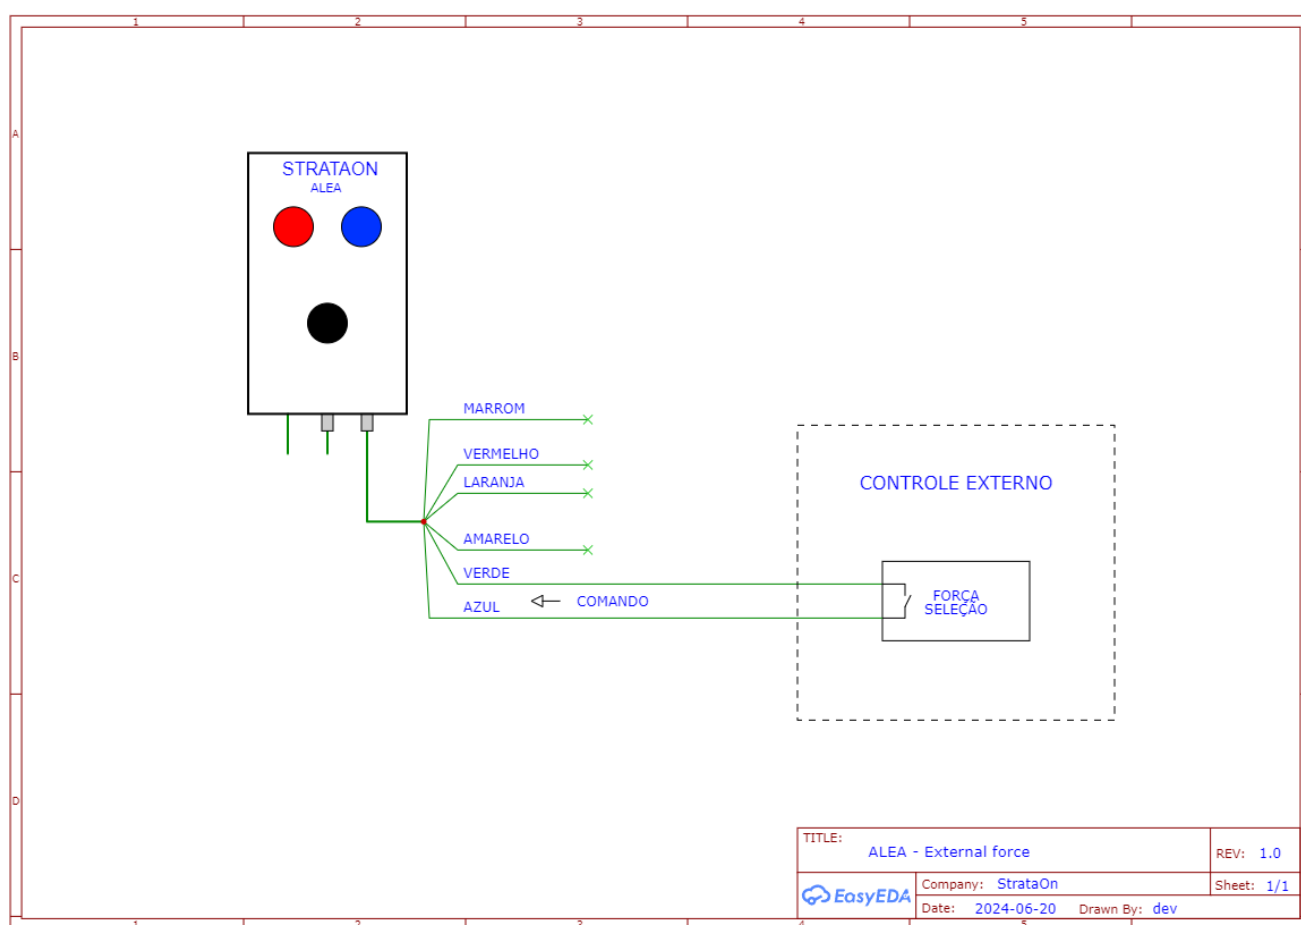 1 2 3 4 5
A
STRATAON
ALEA
B
MARROM
VERMELHO
LARANJA
CONTROLE EXTERNO
AMARELO
VERDE
C
FORÇA
AZUL
COMANDO
SELEÇÃO
D
TITLE:
ALEA - External force
REV: 1.0
EasyEDA
Company: StrataOn
Sheet: 1/1
Date: 2024-06-20 Drawn By: dev
1 2 3 4 5